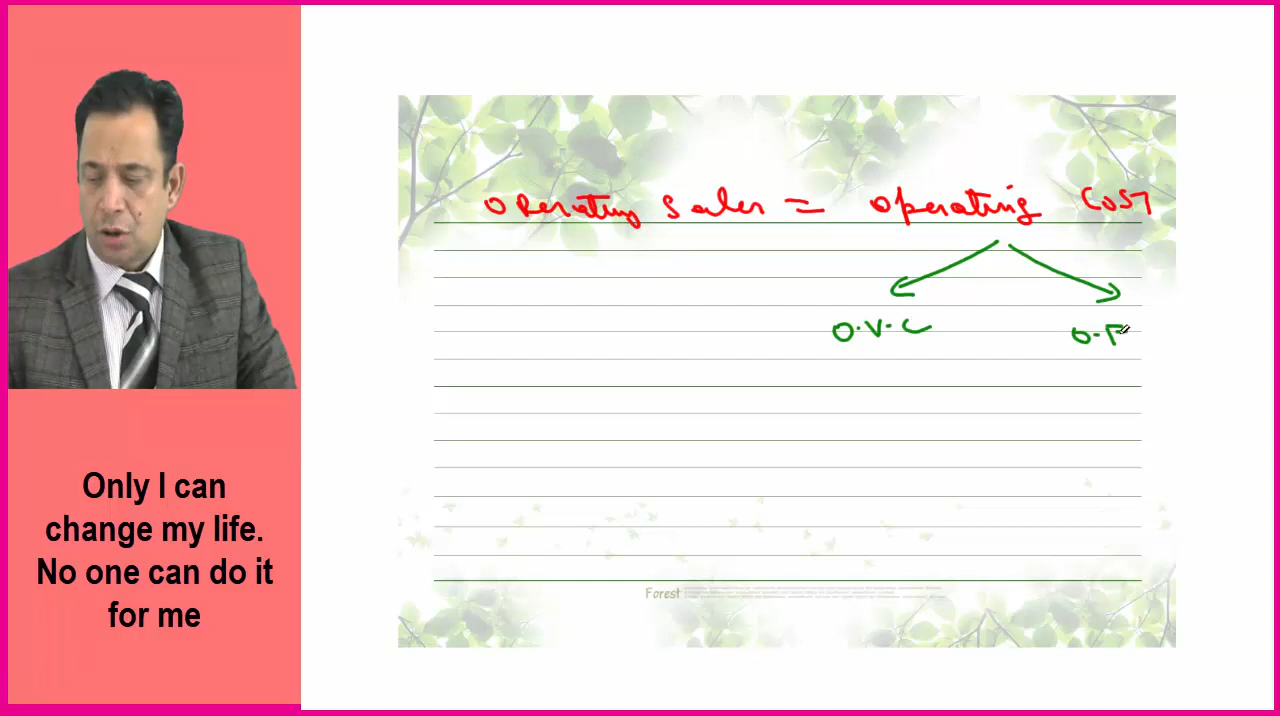 Operating Sales = Operating COST
O.V.C O.F
Only I can
change my life.
No one can do it
for me
Forest